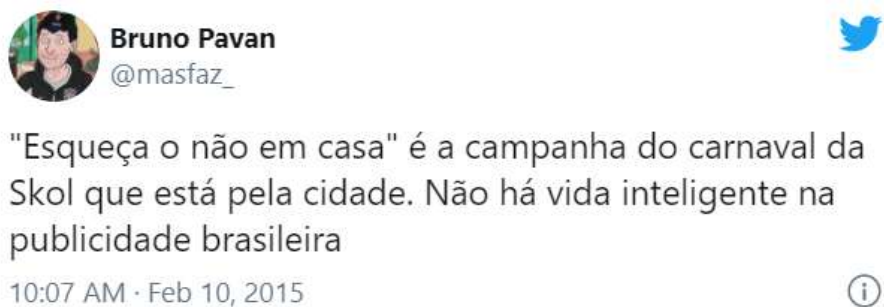 Bruno Pavan
@masfaz_
"Esqueça o não em casa" é a campanha do carnaval da
Skol que está pela cidade. Não há vida inteligente na
publicidade brasileira
10:07 AM · Feb 10, 2015